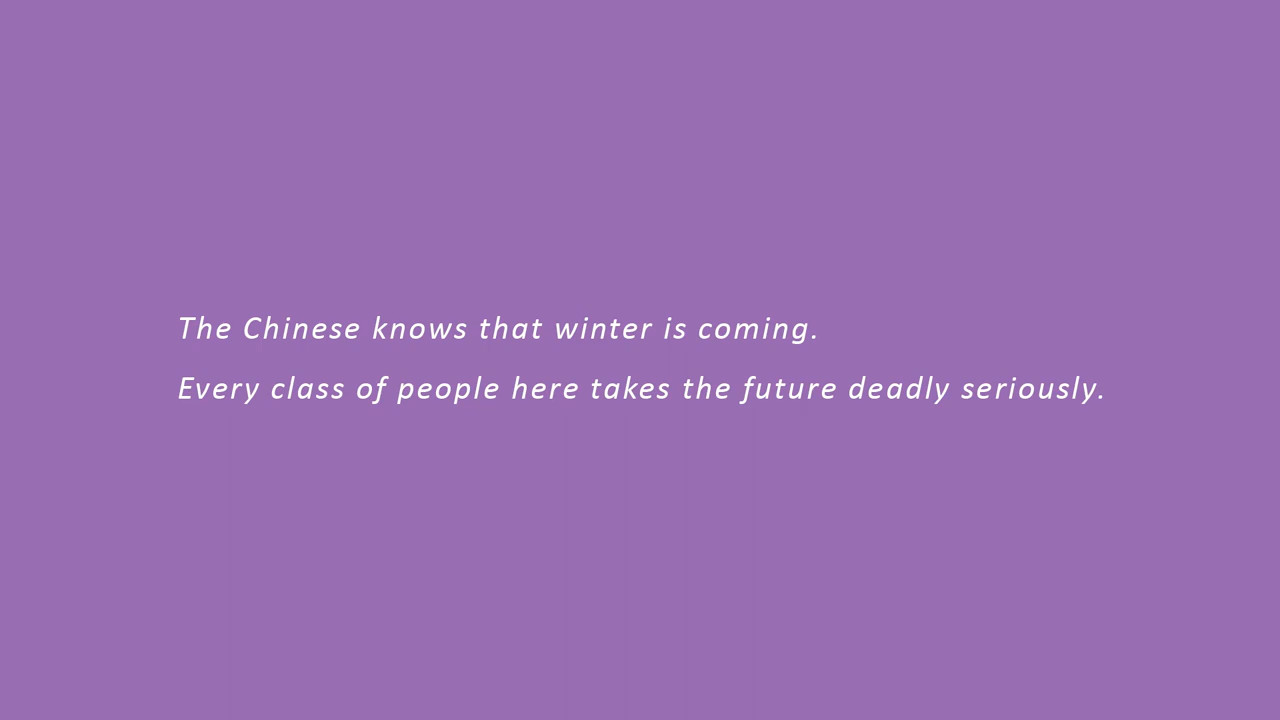 The Chinese knows that winter is coming.
Every class of people here takes the future deadly seriously.